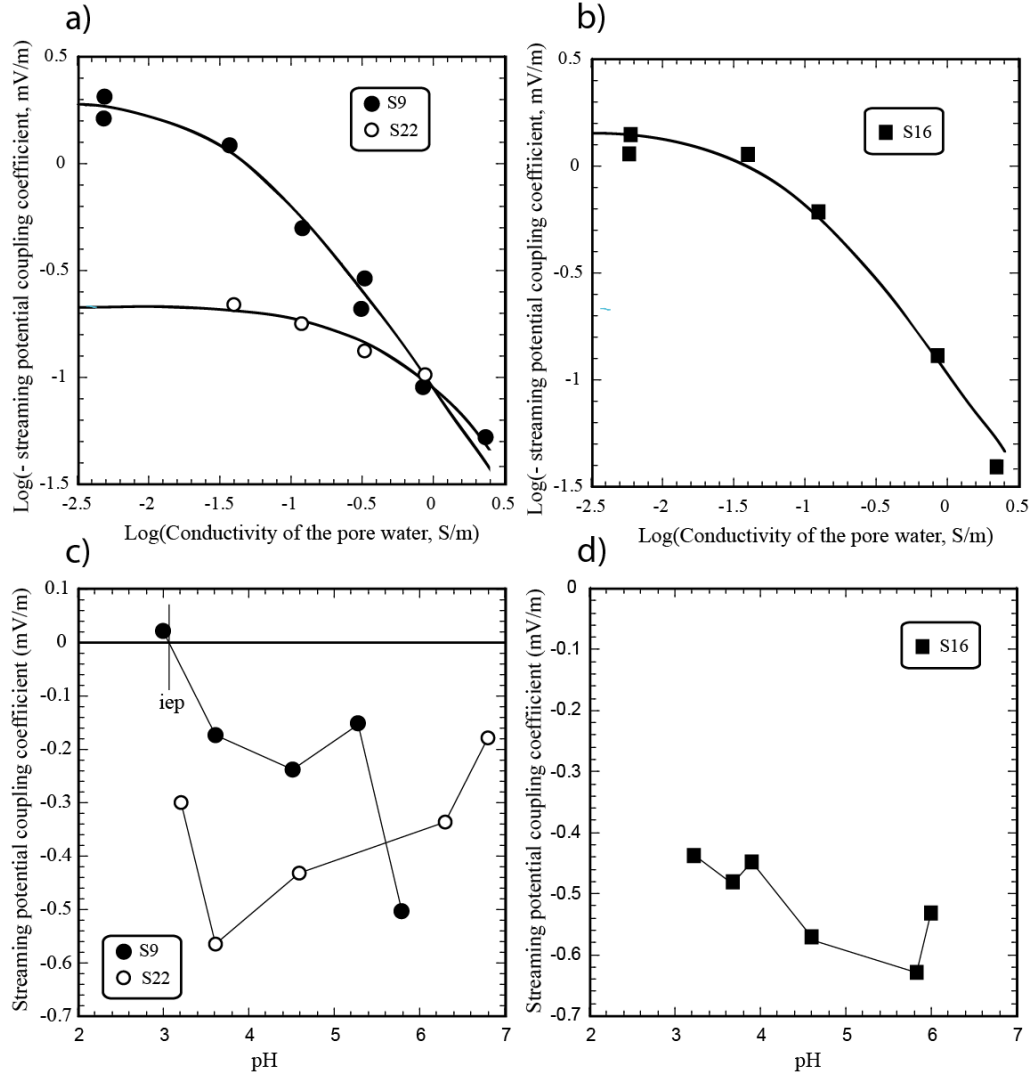 a)
Log(- streaming potential coupling coeffiicient, mV/m)
0.5
0
-0.5
-1
-1.5
-2.5
-2
-1.5
-1
-0.5
0
0.5
S9
S22
Log(Conductivity of the pore water, S/m)
b)
Log(- streaming potential coupling coeffiicient, mV/m)
0.5
0
-0.5
-1
-1.5
-2.5
-2
-1.5
-1
-0.5
0
0.5
S16
Log(Conductivity of the pore water, S/m)
c)
Streaming potential coupling coeffiicient (mV/m)
0.1
0
-0.1
-0.2
-0.3
-0.4
-0.5
-0.6
-0.7
iep
S9
S22
2
3
4
5
6
7
pH
d)
Streaming potential coupling coeffiicient (mV/m)
0
-0.1
-0.2
-0.3
-0.4
-0.5
-0.6
-0.7
S16
2
3
4
5
6
7
pH